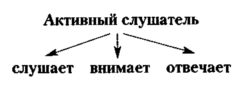 Активный слушатель
слушает внимает отвечает